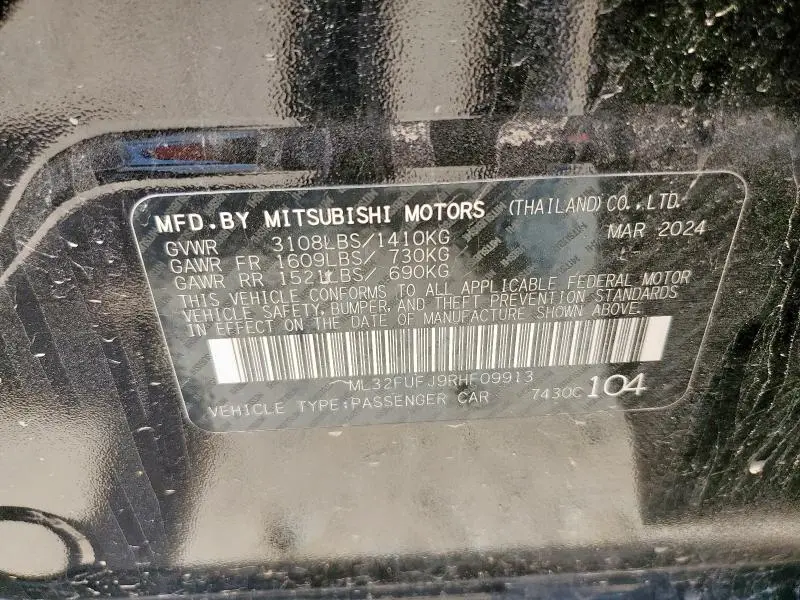 MFD.BY MITSUBISHI MOTORS (THAILAND) CO.,LTD.
GVWR 3108LBS/1410KG MAR 2024
GAWR FR 1609LBS/ 730KG
GAWR RR 1521LBS/ 690KG
THIS VEHICLE CONFORMS TO ALL APPLICABLE FEDERAL MOTOR
VEHICLE SAFETY, BUMPER, AND THEFT PREVENTION STANDARDS
IN EFFECT ON THE DATE OF MANUFACTURE SHOWN ABOVE.
ML32FUFJ9RHF09913
VEHICLE TYPE:PASSENGER CAR 7430C 104